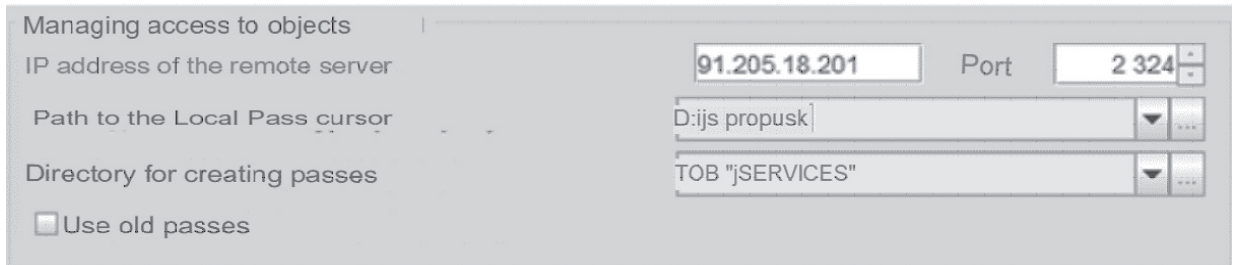 Managing access to objects
IP address of the remote server 91.205.18.201 Port 2 324
Path to the Local Pass cursor D:ijs propusk
Directory for creating passes TOB "jSERVICES"
Use old passes